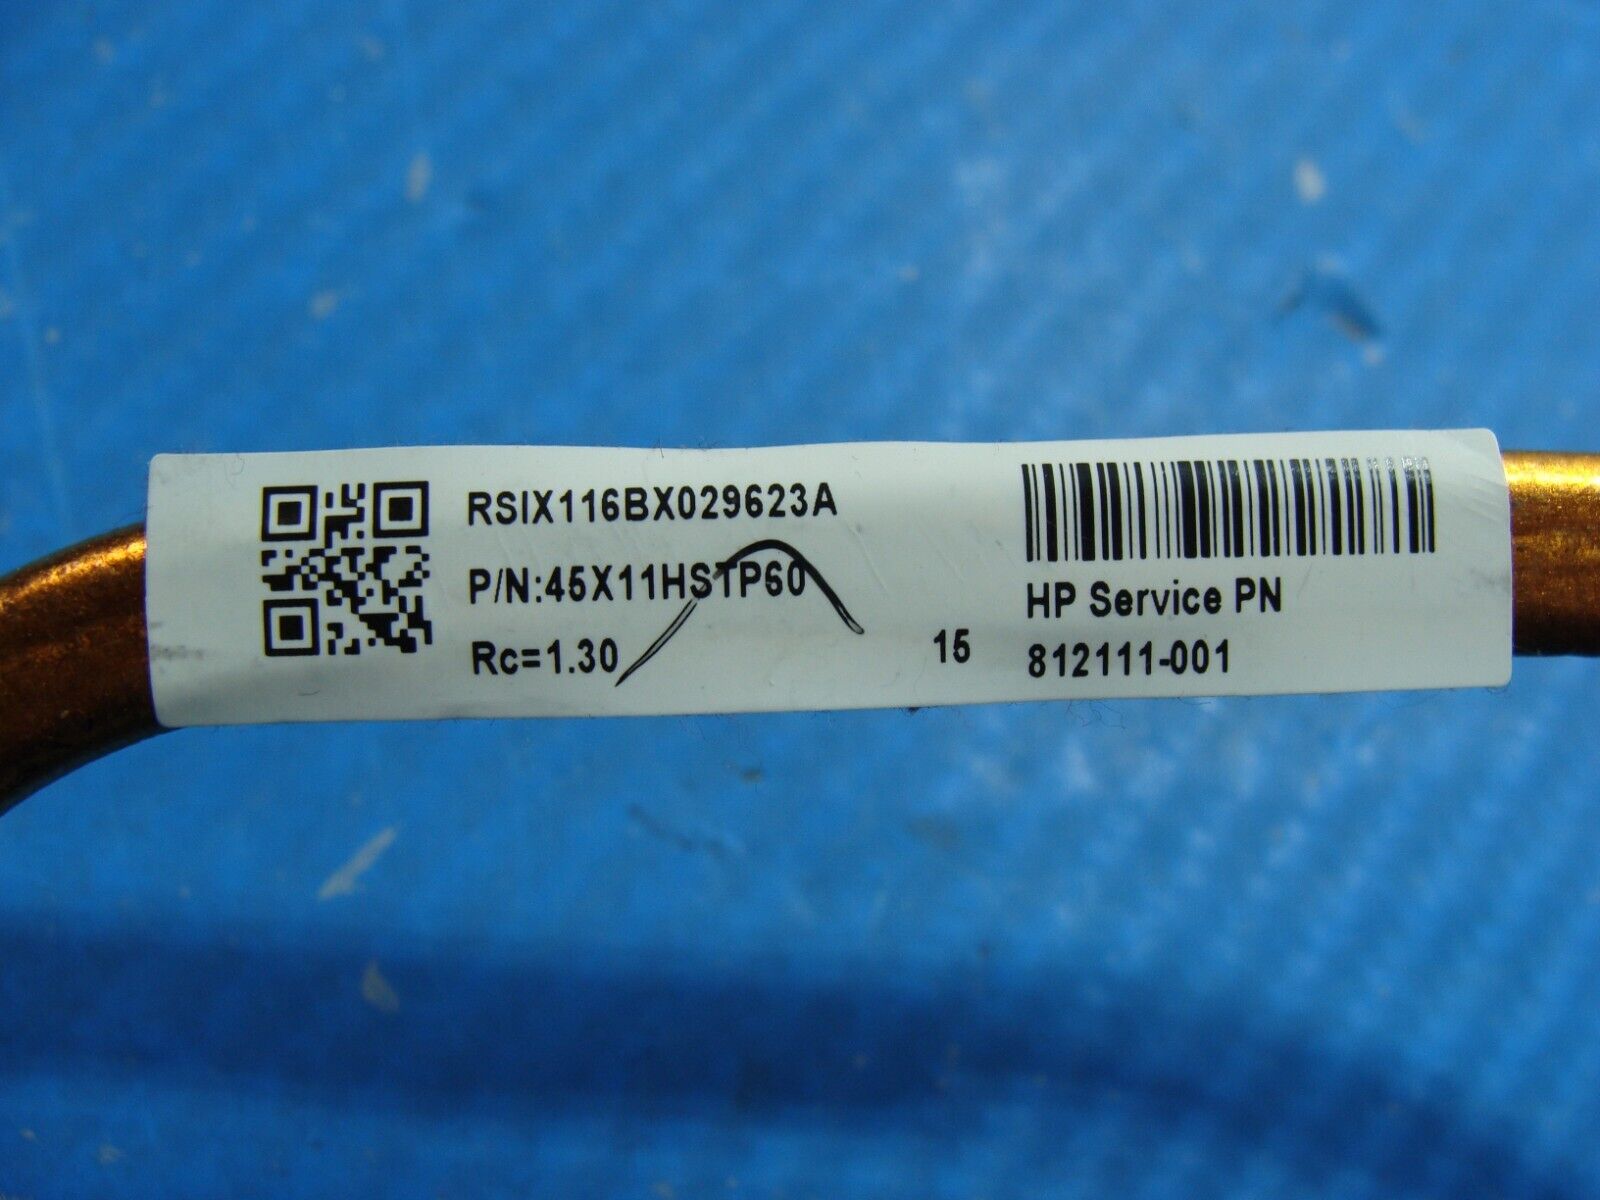 RSIX116BX029623A
P/N:45X11HSTP60
Rc=1.30
15
HP Service PN
812111-001